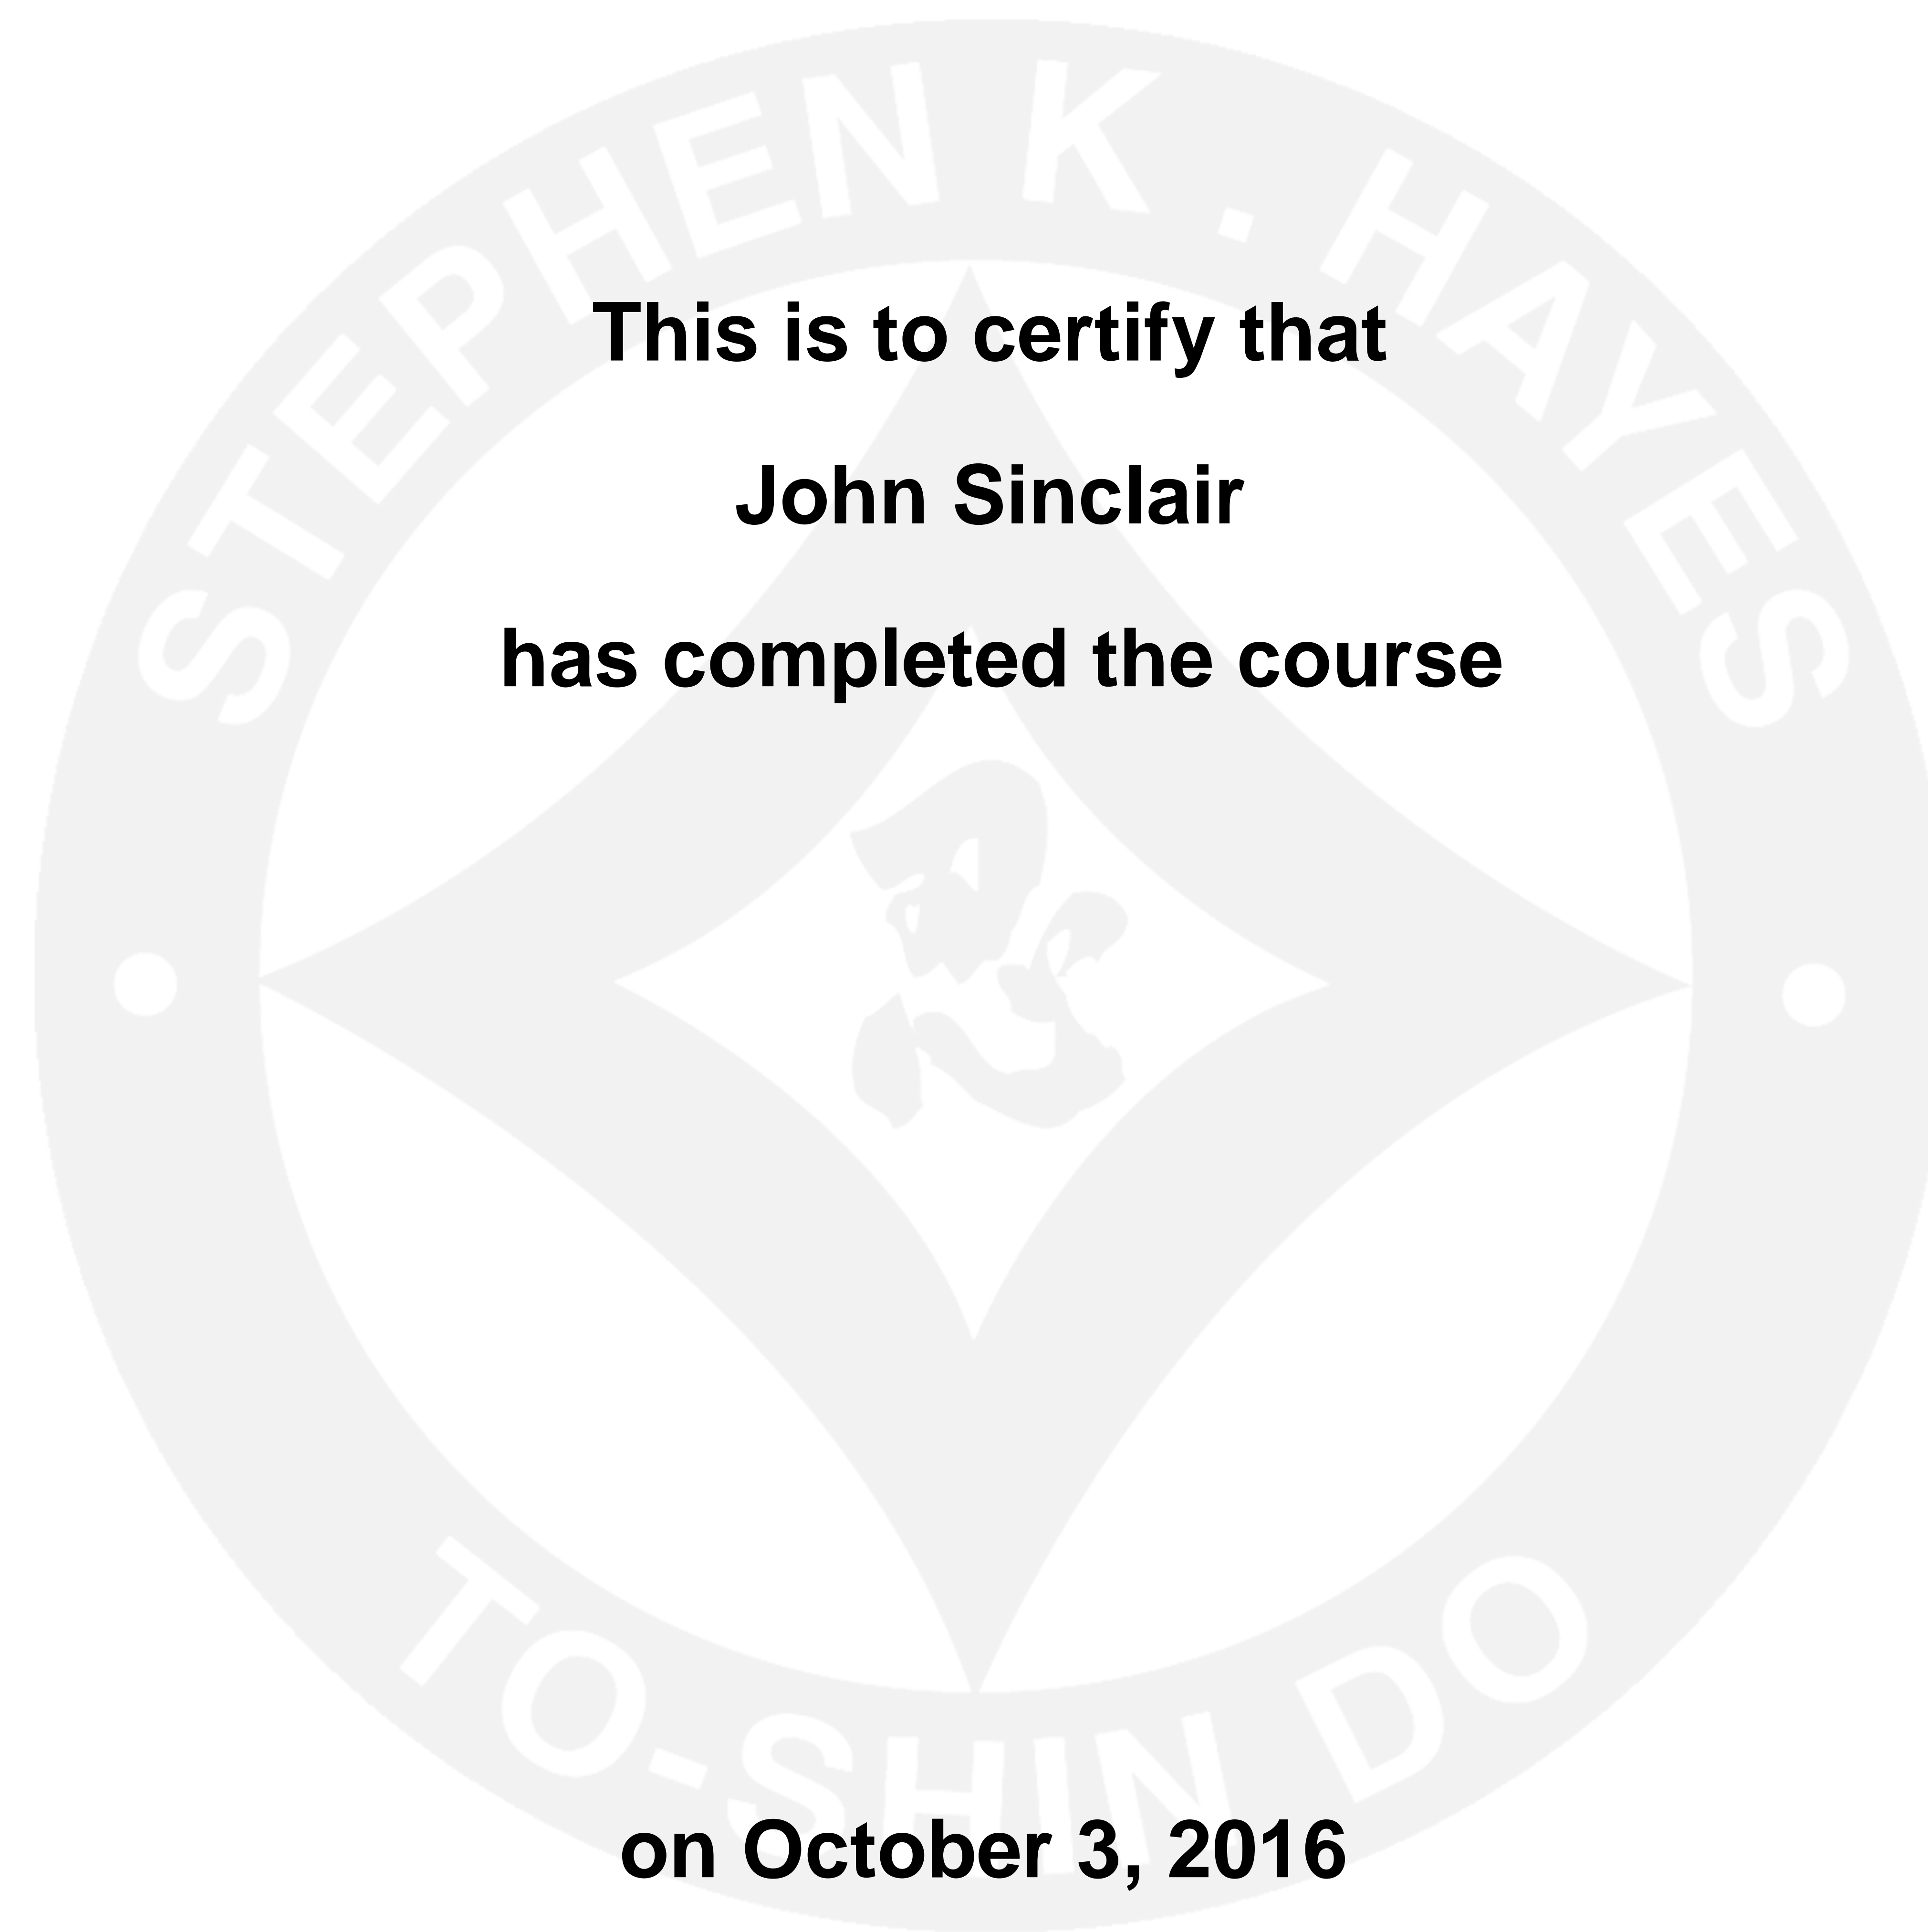 STEPHEN K. HAYES
This is to certify that
John Sinclair
has completed the course
忍
TO-SHIN DO
on October 3, 2016